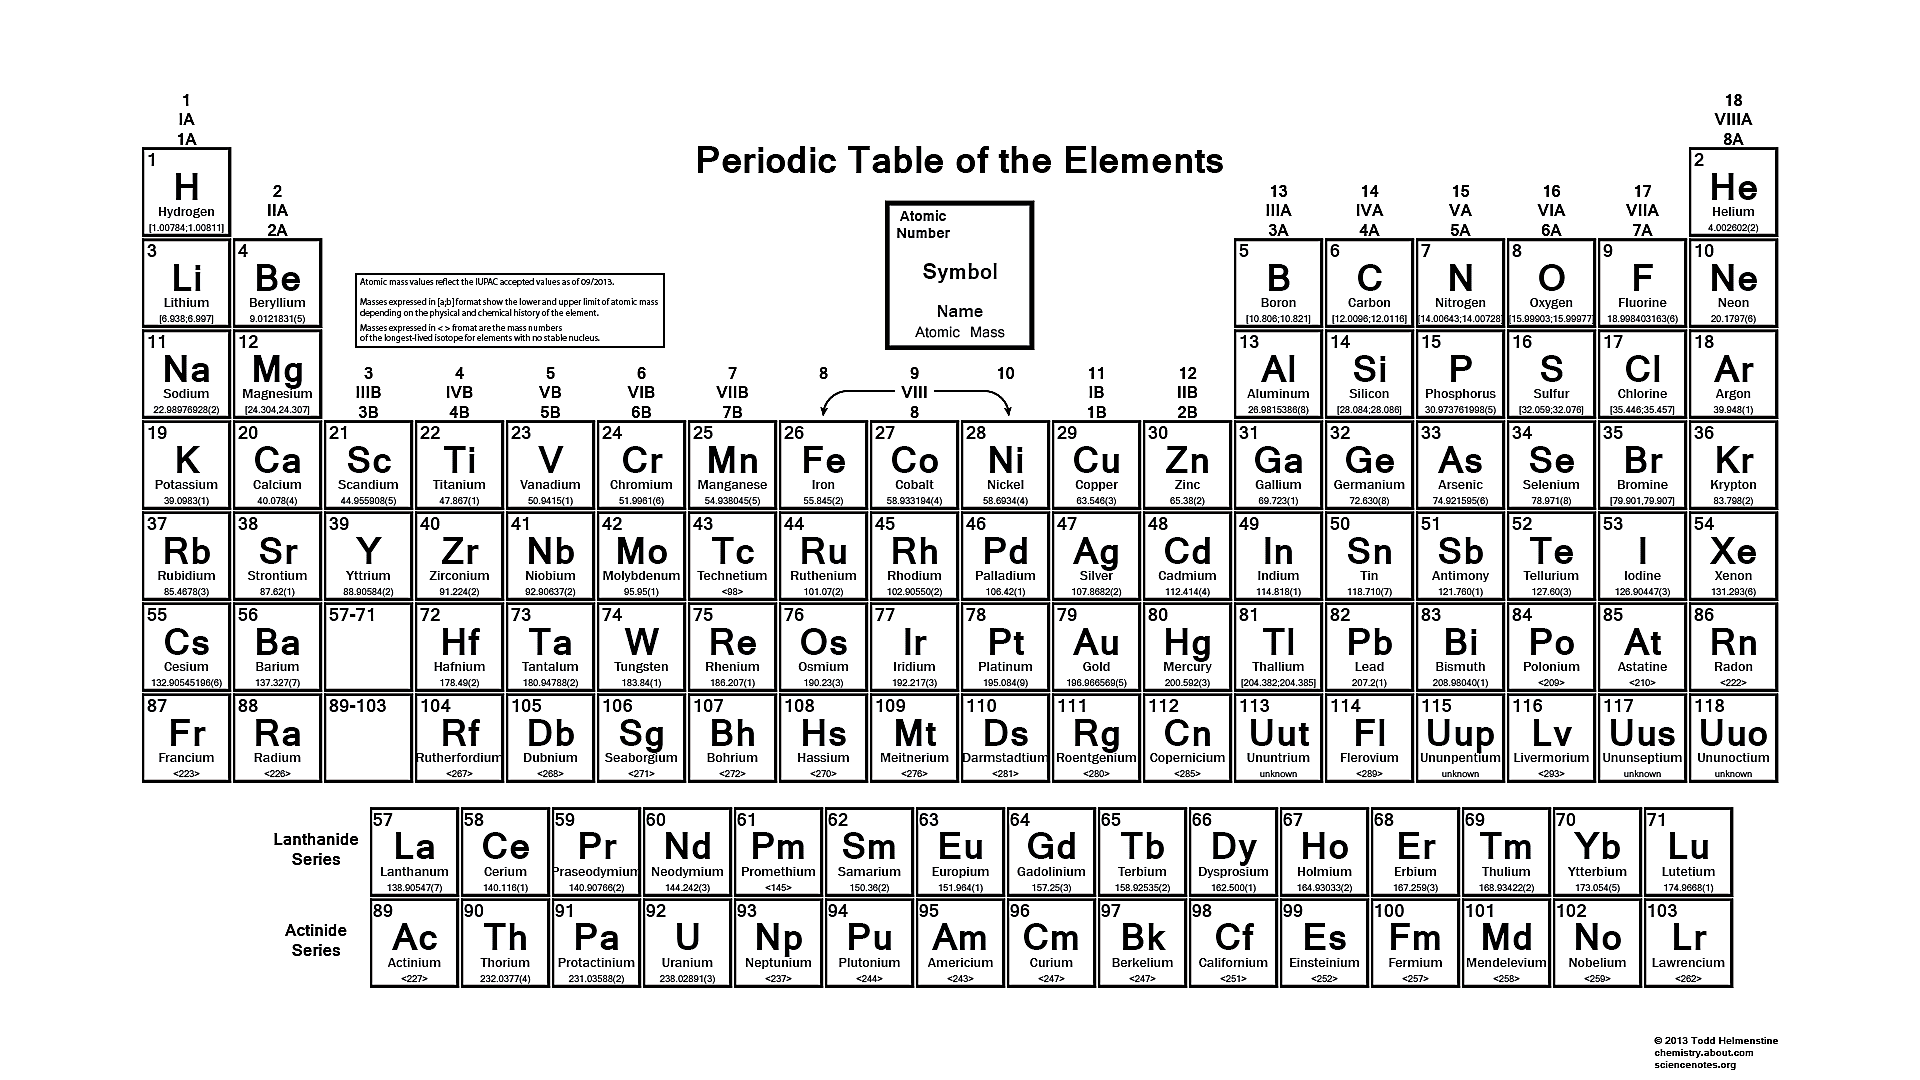 1
IA
1A
18
VIIIA
8A
Periodic Table of the Elements
1
H
Hydrogen
[1.00784;1.00811]
2
IIA
2A
13
IIIA
3A
14
IVA
4A
15
VA
5A
16
VIA
6A
17
VIIA
7A
2
He
Helium
4.002602(2)
Atomic
Number
Symbol
Name
Atomic Mass
3
Li
Lithium
[6.938;6.997]
4
Be
Beryllium
9.0121831(5)
Atomic mass values reflect the IUPAC accepted values as of 09/2013.
Masses expressed in [a;b] format show the lower and upper limit of atomic mass
depending on the physical and chemical history of the element.
Masses expressed in < > fromat are the mass numbers
of the longest-lived isotope for elements with no stable nucleus.
5
B
Boron
[10.806;10.821]
6
C
Carbon
[12.0096;12.0116]
7
N
Nitrogen
[14.00643;14.00728]
8
O
Oxygen
[15.99903;15.99977]
9
F
Fluorine
18.998403163(6)
10
Ne
Neon
20.1797(6)
11
Na
Sodium
22.98976928(2)
12
Mg
Magnesium
[24.304,24.307]
3
IIIB
3B
4
IVB
4B
5
VB
5B
6
VIB
6B
7
VIIB
7B
8
9
10
VIII
8
11
IB
1B
12
IIB
2B
13
Al
Aluminum
26.9815386(8)
14
Si
Silicon
[28.084;28.086]
15
P
Phosphorus
30.973761998(5)
16
S
Sulfur
[32.059;32.076]
17
Cl
Chlorine
[35.446;35.457]
18
Ar
Argon
39.948(1)
19
K
Potassium
39.0983(1)
20
Ca
Calcium
40.078(4)
21
Sc
Scandium
44.955908(5)
22
Ti
Titanium
47.867(1)
23
V
Vanadium
50.9415(1)
24
Cr
Chromium
51.9961(6)
25
Mn
Manganese
54.938045(5)
26
Fe
Iron
55.845(2)
27
Co
Cobalt
58.933194(4)
28
Ni
Nickel
58.6934(4)
29
Cu
Copper
63.546(3)
30
Zn
Zinc
65.38(2)
31
Ga
Gallium
69.723(1)
32
Ge
Germanium
72.630(8)
33
As
Arsenic
74.921595(6)
34
Se
Selenium
78.971(8)
35
Br
Bromine
[79.901,79.907]
36
Kr
Krypton
83.798(2)
37
Rb
Rubidium
85.4678(3)
38
Sr
Strontium
87.62(1)
39
Y
Yttrium
88.90584(2)
40
Zr
Zirconium
91.224(2)
41
Nb
Niobium
92.90637(2)
42
Mo
Molybdenum
95.95(1)
43
Tc
Technetium
<98>
44
Ru
Ruthenium
101.07(2)
45
Rh
Rhodium
102.90550(2)
46
Pd
Palladium
106.42(1)
47
Ag
Silver
107.8682(2)
48
Cd
Cadmium
112.414(4)
49
In
Indium
114.818(1)
50
Sn
Tin
118.710(7)
51
Sb
Antimony
121.760(1)
52
Te
Tellurium
127.60(3)
53
I
Iodine
126.90447(3)
54
Xe
Xenon
131.293(6)
55
Cs
Cesium
132.90545196(6)
56
Ba
Barium
137.327(7)
57-71
72
Hf
Hafnium
178.49(2)
73
Ta
Tantalum
180.94788(2)
74
W
Tungsten
183.84(1)
75
Re
Rhenium
186.207(1)
76
Os
Osmium
190.23(3)
77
Ir
Iridium
192.217(3)
78
Pt
Platinum
195.084(9)
79
Au
Gold
196.966569(5)
80
Hg
Mercury
200.592(3)
81
Tl
Thallium
[204.382;204.385]
82
Pb
Lead
207.2(1)
83
Bi
Bismuth
208.98040(1)
84
Po
Polonium
<209>
85
At
Astatine
<210>
86
Rn
Radon
<222>
87
Fr
Francium
<223>
88
Ra
Radium
<226>
89-103
104
Rf
Rutherfordium
<267>
105
Db
Dubnium
<268>
106
Sg
Seaborgium
<271>
107
Bh
Bohrium
<272>
108
Hs
Hassium
<270>
109
Mt
Meitnerium
<276>
110
Ds
Darmstadtium
<281>
111
Rg
Roentgenium
<280>
112
Cn
Copernicium
<285>
113
Uut
Ununtrium
unknown
114
Fl
Flerovium
<289>
115
Uup
Ununpentium
unknown
116
Lv
Livermorium
<293>
117
Uus
Ununseptium
unknown
118
Uuo
Ununoctium
unknown
Lanthanide
Series
57
La
Lanthanum
138.90547(7)
58
Ce
Cerium
140.116(1)
59
Pr
Praseodymium
140.90766(2)
60
Nd
Neodymium
144.242(3)
61
Pm
Promethium
<145>
62
Sm
Samarium
150.36(2)
63
Eu
Europium
151.964(1)
64
Gd
Gadolinium
157.25(3)
65
Tb
Terbium
158.92535(2)
66
Dy
Dysprosium
162.500(1)
67
Ho
Holmium
164.93033(2)
68
Er
Erbium
167.259(3)
69
Tm
Thulium
168.93422(2)
70
Yb
Ytterbium
173.054(5)
71
Lu
Lutetium
174.9668(1)
Actinide
Series
89
Ac
Actinium
<227>
90
Th
Thorium
232.0377(4)
91
Pa
Protactinium
231.03588(2)
92
U
Uranium
238.02891(3)
93
Np
Neptunium
<237>
94
Pu
Plutonium
<244>
95
Am
Americium
<243>
96
Cm
Curium
<247>
97
Bk
Berkelium
<247>
98
Cf
Californium
<251>
99
Es
Einsteinium
<252>
100
Fm
Fermium
<257>
101
Md
Mendelevium
<258>
102
No
Nobelium
<259>
103
Lr
Lawrencium
<262>
© 2013 Todd Helmenstine
chemistry.about.com
sciencenotes.org